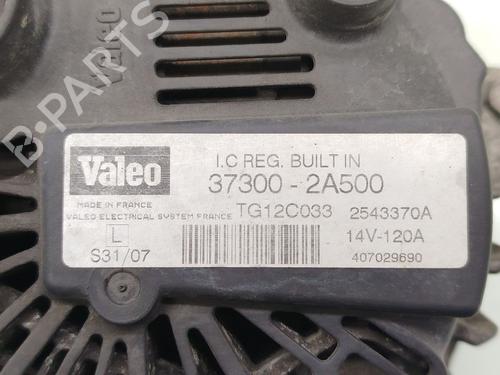 valeo
Valeo
I.C REG. BUILT IN
37300 - 2A500
MADE IN FRANCE
VALEO ELECTRICAL SYSTEM FRANCE
TG12C033 2543370A
L
14V-120A
S31/07
407029690
B-PARTS